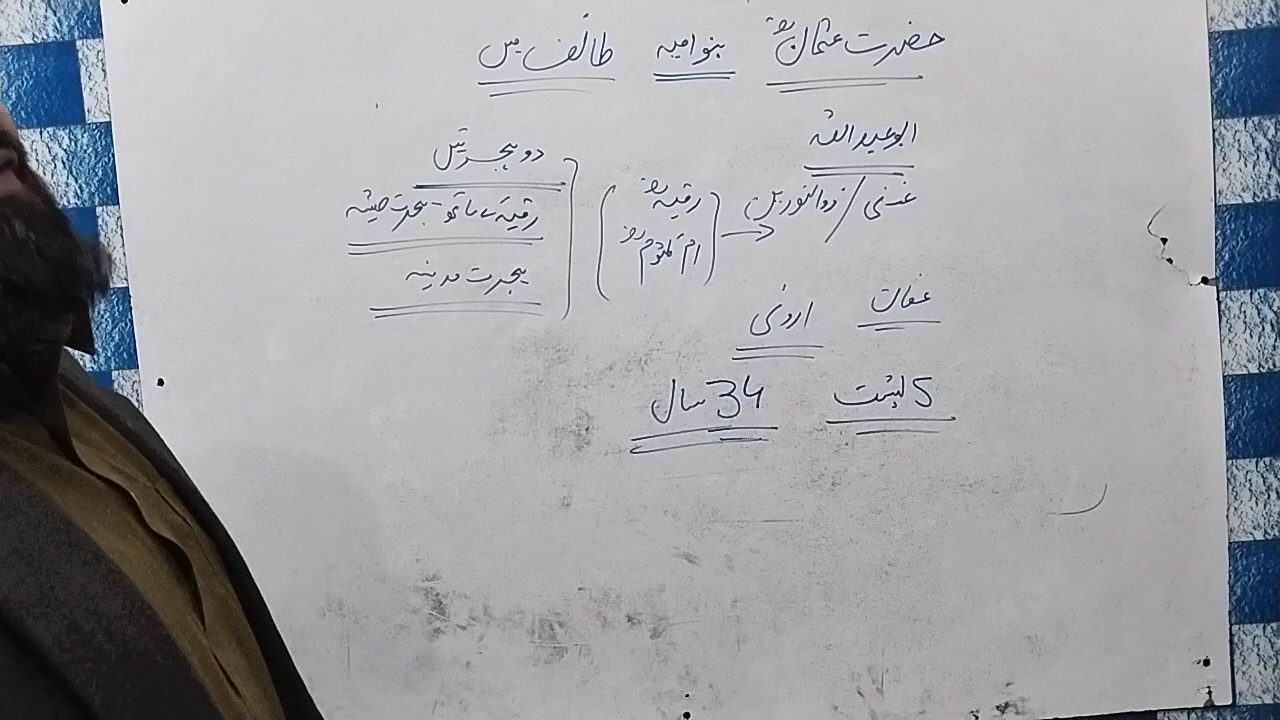 حضرت عثمانؓ بنو امیہ طائف میں
ابو عبداللہ
غنی / ذوالنورین → رقیہؓ
ام کلثومؓ
دو ہجرتیں
رقیہؓ کے ساتھ - ہجرت حبشہ
ہجرت مدینہ
عفان اروٰی
5 پشت 34 سال